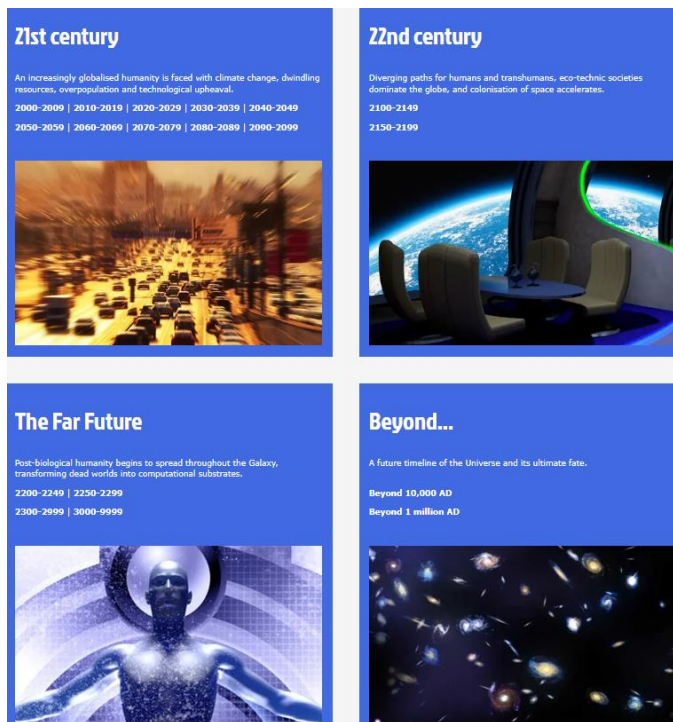 21st century
An increasingly globalised humanity is faced with climate change, dwindling
resources, overpopulation and technological upheaval.
2000-2009 | 2010-2019 | 2020-2029 | 2030-2039 | 2040-2049
2050-2059 | 2060-2069 | 2070-2079 | 2080-2089 | 2090-2099
22nd century
Diverging paths for humans and transhumans, eco-technic societies
dominate the globe, and colonisation of space accelerates.
2100-2149
2150-2199
The Far Future
Post-biological humanity begins to spread throughout the Galaxy,
transforming dead worlds into computational substrates.
2200-2249 | 2250-2299
2300-2999 | 3000-9999
Beyond...
A future timeline of the Universe and its ultimate fate.
Beyond 10,000 AD
Beyond 1 million AD